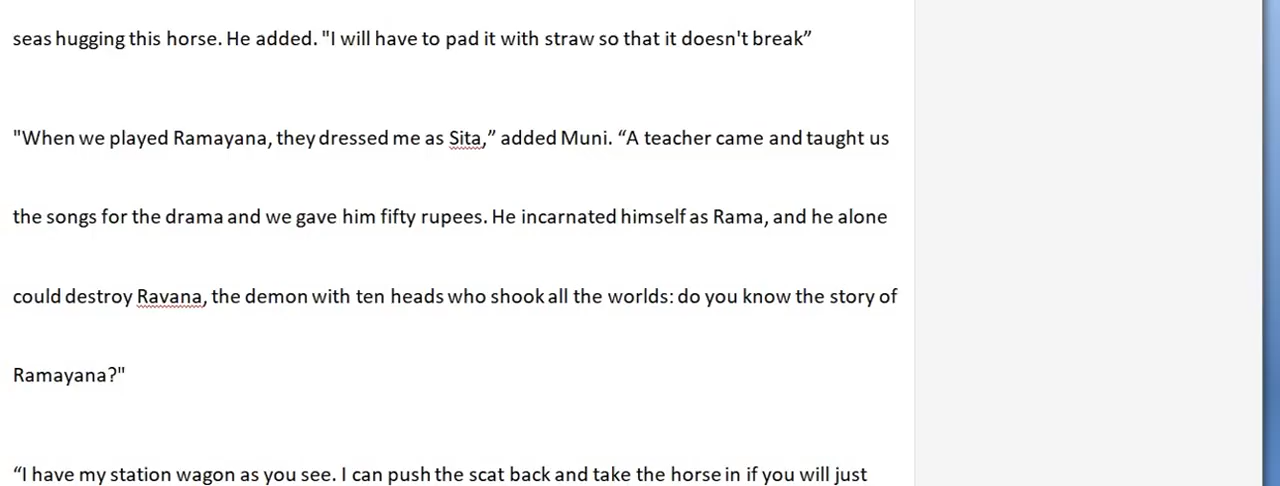 seas hugging this horse. He added. "I will have to pad it with straw so that it doesn't break”
"When we played Ramayana, they dressed me as Sita,” added Muni. “A teacher came and taught us
the songs for the drama and we gave him fifty rupees. He incarnated himself as Rama, and he alone
could destroy Ravana, the demon with ten heads who shook all the worlds: do you know the story of
Ramayana?"
“I have my station wagon as you see. I can push the scat back and take the horse in if you will just